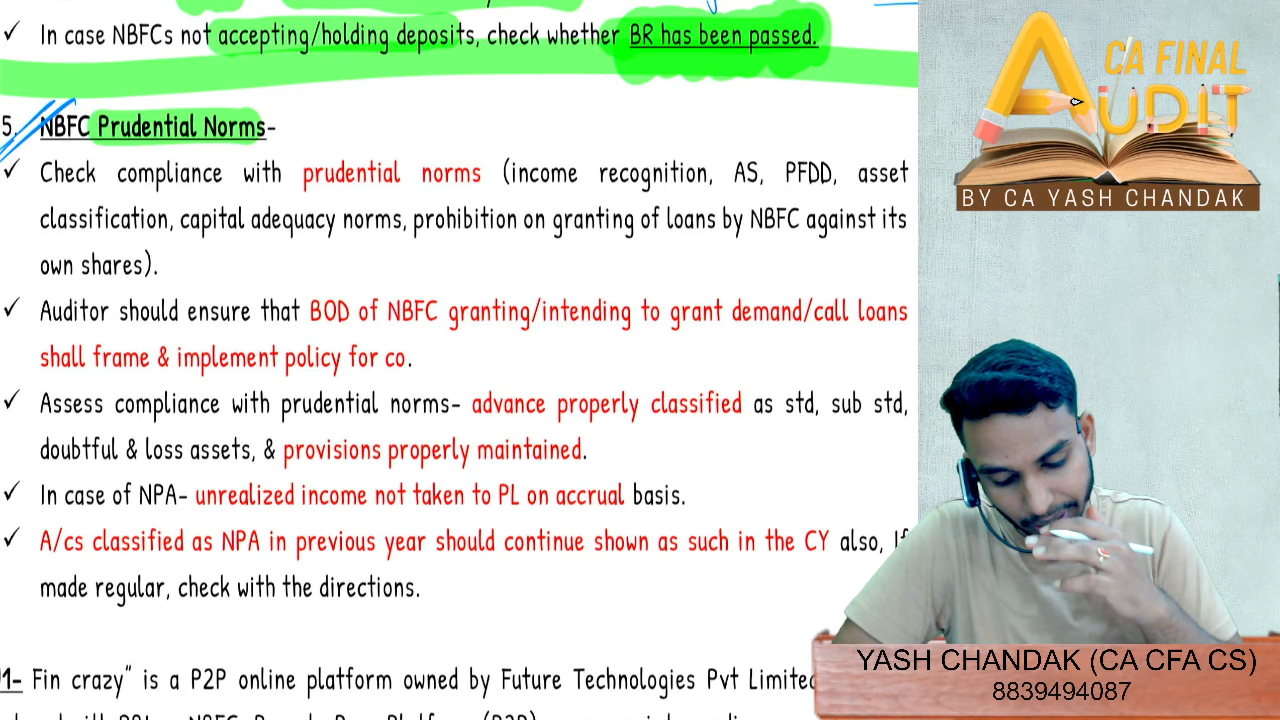 ✓ In case NBFCs not accepting/holding deposits, check whether BR has been passed.
5. NBFC Prudential Norms-
✓ Check compliance with prudential norms (income recognition, AS, PFDD, asset
classification, capital adequacy norms, prohibition on granting of loans by NBFC against its
own shares).
✓ Auditor should ensure that BOD of NBFC granting/intending to grant demand/call loans
shall frame & implement policy for co.
✓ Assess compliance with prudential norms- advance properly classified as std, sub std,
doubtful & loss assets, & provisions properly maintained.
✓ In case of NPA- unrealized income not taken to PL on accrual basis.
✓ A/cs classified as NPA in previous year should continue shown as such in the CY also, If
made regular, check with the directions.
1- Fin crazy" is a P2P online platform owned by Future Technologies Pvt Limited
CA FINAL
AUDIT
BY CA YASH CHANDAK
YASH CHANDAK (CA CFA CS)
8839494087